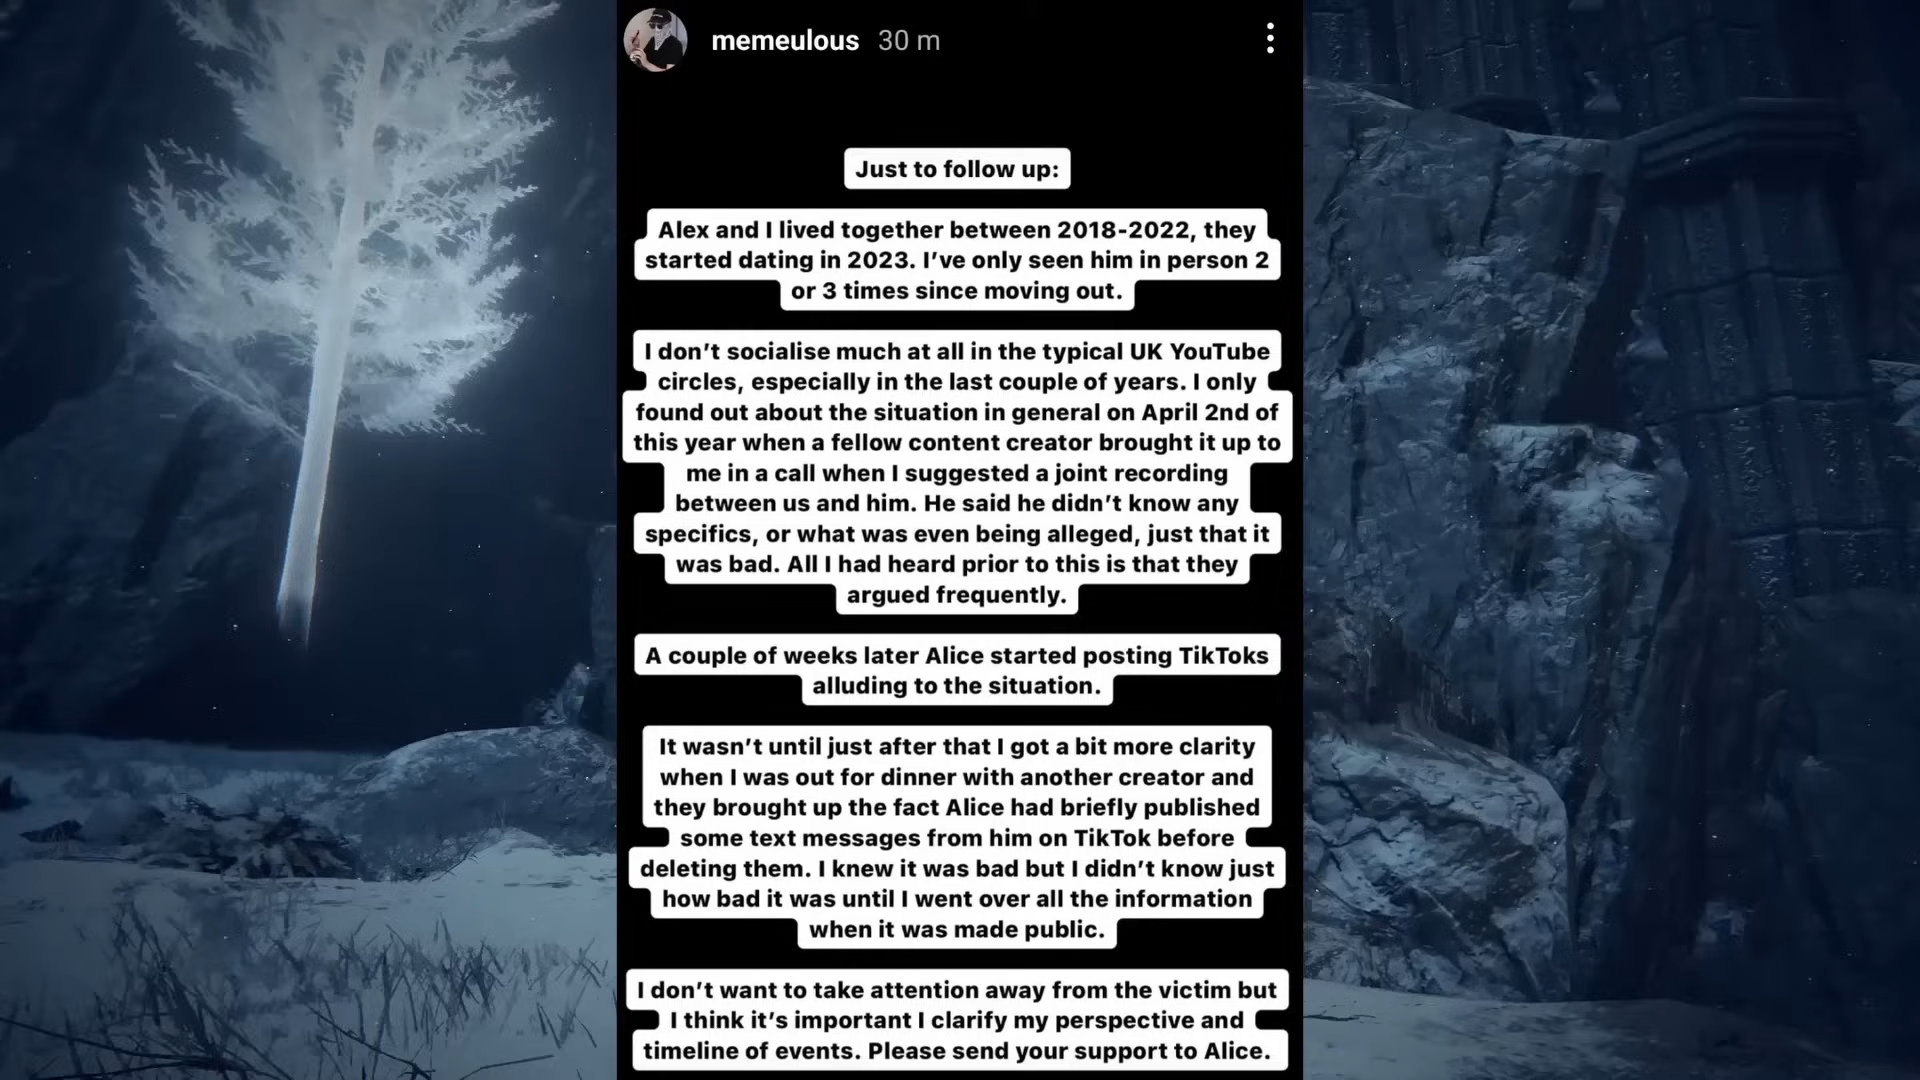 memeulous 30 m
Just to follow up:
Alex and I lived together between 2018-2022, they
started dating in 2023. I’ve only seen him in person 2
or 3 times since moving out.
I don’t socialise much at all in the typical UK YouTube
circles, especially in the last couple of years. I only
found out about the situation in general on April 2nd of
this year when a fellow content creator brought it up to
me in a call when I suggested a joint recording
between us and him. He said he didn’t know any
specifics, or what was even being alleged, just that it
was bad. All I had heard prior to this is that they
argued frequently.
A couple of weeks later Alice started posting TikToks
alluding to the situation.
It wasn’t until just after that I got a bit more clarity
when I was out for dinner with another creator and
they brought up the fact Alice had briefly published
some text messages from him on TikTok before
deleting them. I knew it was bad but I didn’t know just
how bad it was until I went over all the information
when it was made public.
I don’t want to take attention away from the victim but
I think it’s important I clarify my perspective and
timeline of events. Please send your support to Alice.